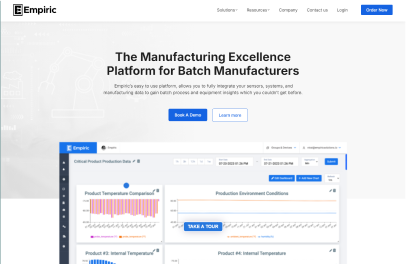 Empiric
Solutions Resources Company Contact us Login Order Now
The Manufacturing Excellence
Platform for Batch Manufacturers
Empiric's easy to use platform, allows you to fully integrate your sensors, systems, and
manufacturing data to gain batch process and equipment insights which you couldn't get before.
Book A Demo Learn more
Empiric
Critical Product Production Data
Product Temperature Comparison
Production Environment Conditions
TAKE A TOUR
Product #3: Internal Temperature
Product #4: Internal Temperature